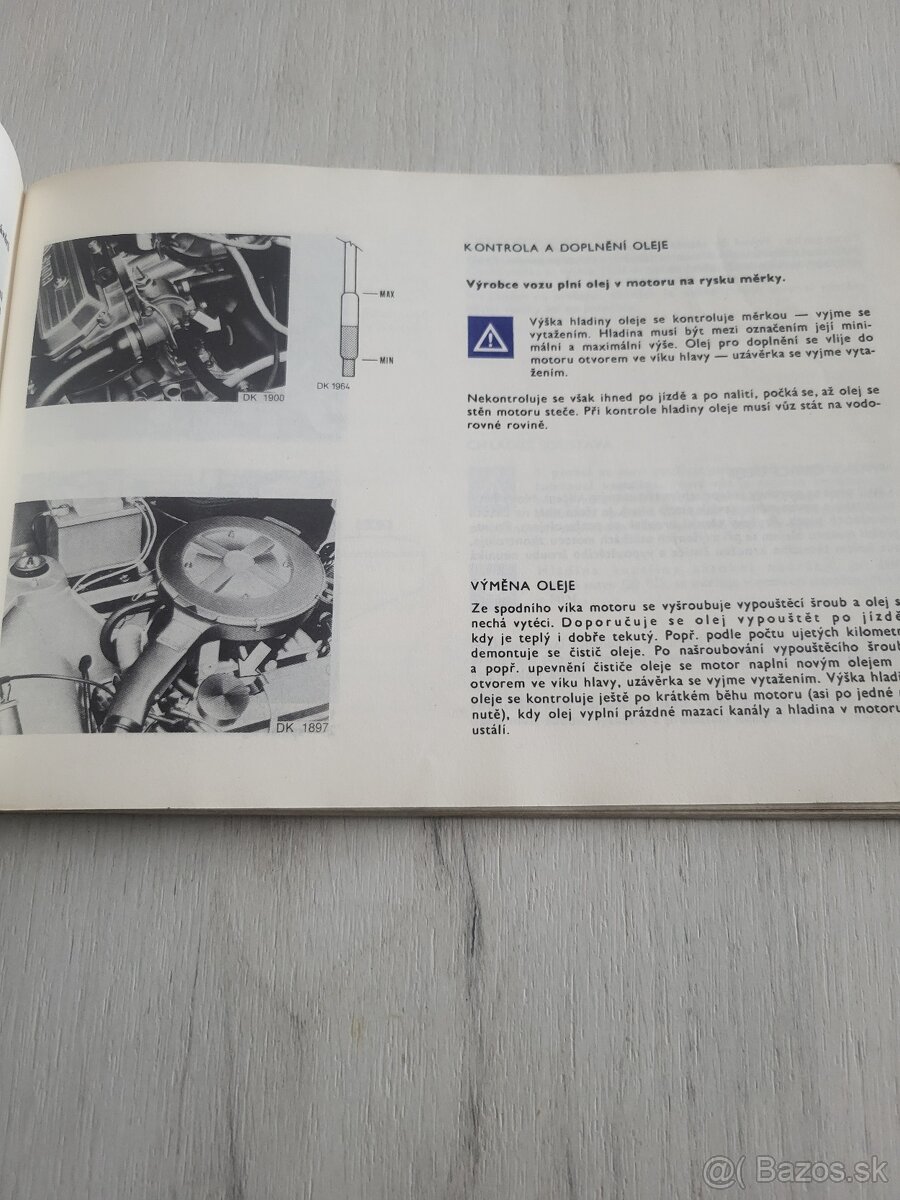 MAX
MIN
DK 1900
DK 1964
KONTROLA A DOPLNĚNÍ OLEJE
Výrobce vozu plní olej v motoru na rysku měrky.
Výška hladiny oleje se kontroluje měrkou — vyjme se
vytažením. Hladina musí být mezi označením její mini-
mální a maximální výše. Olej pro doplnění se vlije do
motoru otvorem ve víku hlavy — uzávěrka se vyjme vyta-
žením.
Nekontroluje se však ihned po jízdě a po nalití, počká se, až olej se
stěn motoru steče. Při kontrole hladiny oleje musí vůz stát na vodo-
rovné rovině.
DK 1897
VÝMĚNA OLEJE
Ze spodního víka motoru se vyšroubuje vypouštěcí šroub a olej s
nechá vytéci. Doporučuje se olej vypouštět po jízdě
kdy je teplý i dobře tekutý. Popř. podle počtu ujetých kilometr
demontuje se čistič oleje. Po našroubování vypouštěcího šroub
a popř. upevnění čističe oleje se motor naplní novým olejem
otvorem ve víku hlavy, uzávěrka se vyjme vytažením. Výška hladi
oleje se kontroluje ještě po krátkém běhu motoru (asi po jedné
nutě), kdy olej vyplní prázdné mazací kanály a hladina v motoru
ustálí.
@( Bazos.sk